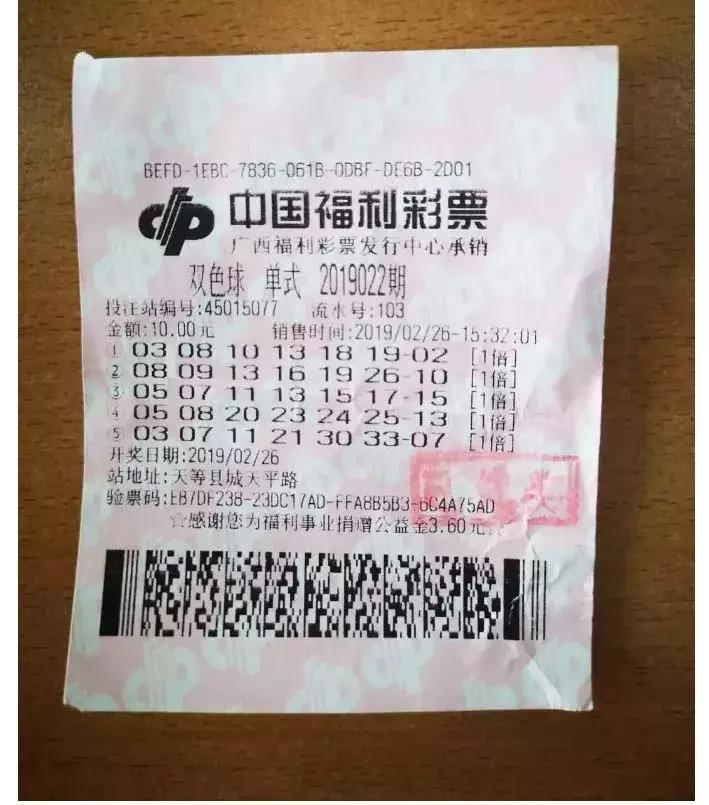 BEFD-1EBC-7836-061B-0DBF-DE6B-2D01
中国福利彩票
广西福利彩票发行中心承销
双色球 单式 2019022期
投注站编号:45015077 流水号:103
金额:10.00元 销售时间:2019/02/26-15:32:01
① 03 08 10 13 18 19-02 [1倍]
② 08 09 13 16 19 26-10 [1倍]
③ 05 07 11 13 15 17-15 [1倍]
④ 05 08 20 23 24 25-13 [1倍]
⑤ 03 07 11 21 30 33-07 [1倍]
开奖日期:2019/02/26
站地址:天等县城天平路
验票码:EB7DF238-23DC17AD-FFA8B5B3-6C4A75AD
☆感谢您为福利事业捐赠公益金3.60元☆